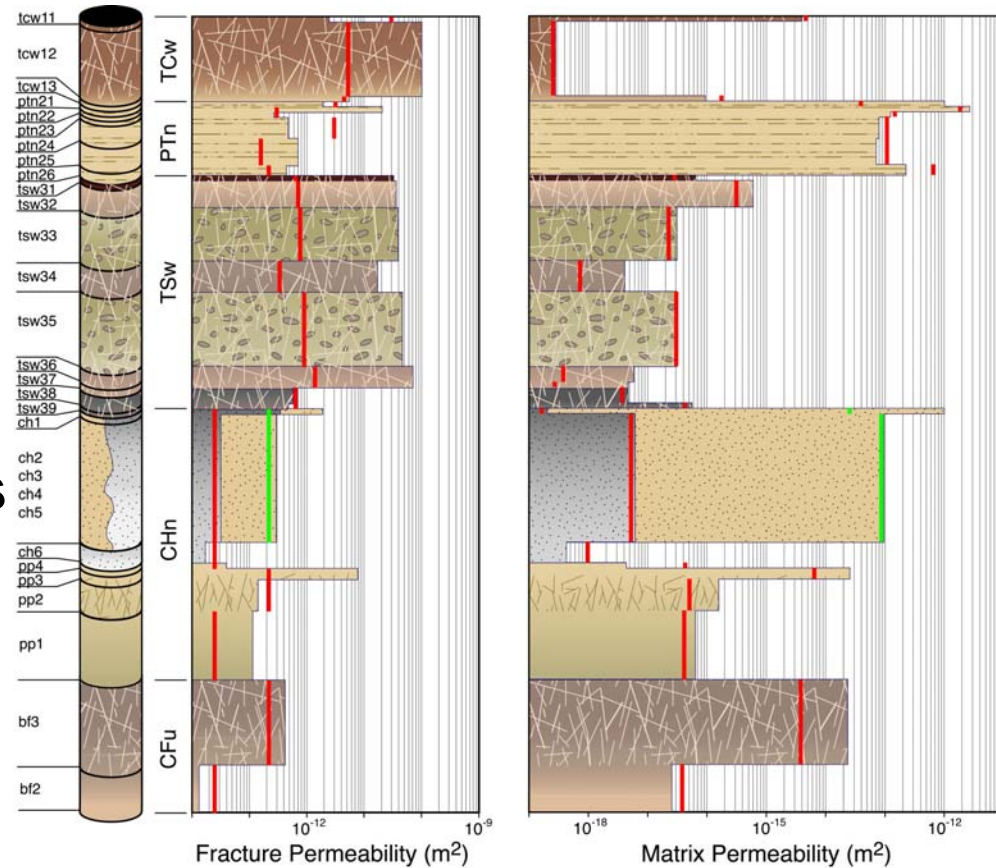 tcw11
tcw12
tcw13
ptn21
ptn22
ptn23
ptn24
ptn25
ptn26
tsw31
tsw32
tsw33
tsw34
tsw35
tsw36
tsw37
tsw38
tsw39
ch1
ch2
ch3
ch4
ch5
ch6
pp4
pp3
pp2
pp1
bf3
bf2
s
TCw
PTn
TSw
CHn
CFu
10⁻¹² 10⁻⁹
Fracture Permeability (m²)
10⁻¹⁸ 10⁻¹⁵ 10⁻¹²
Matrix Permeability (m²)